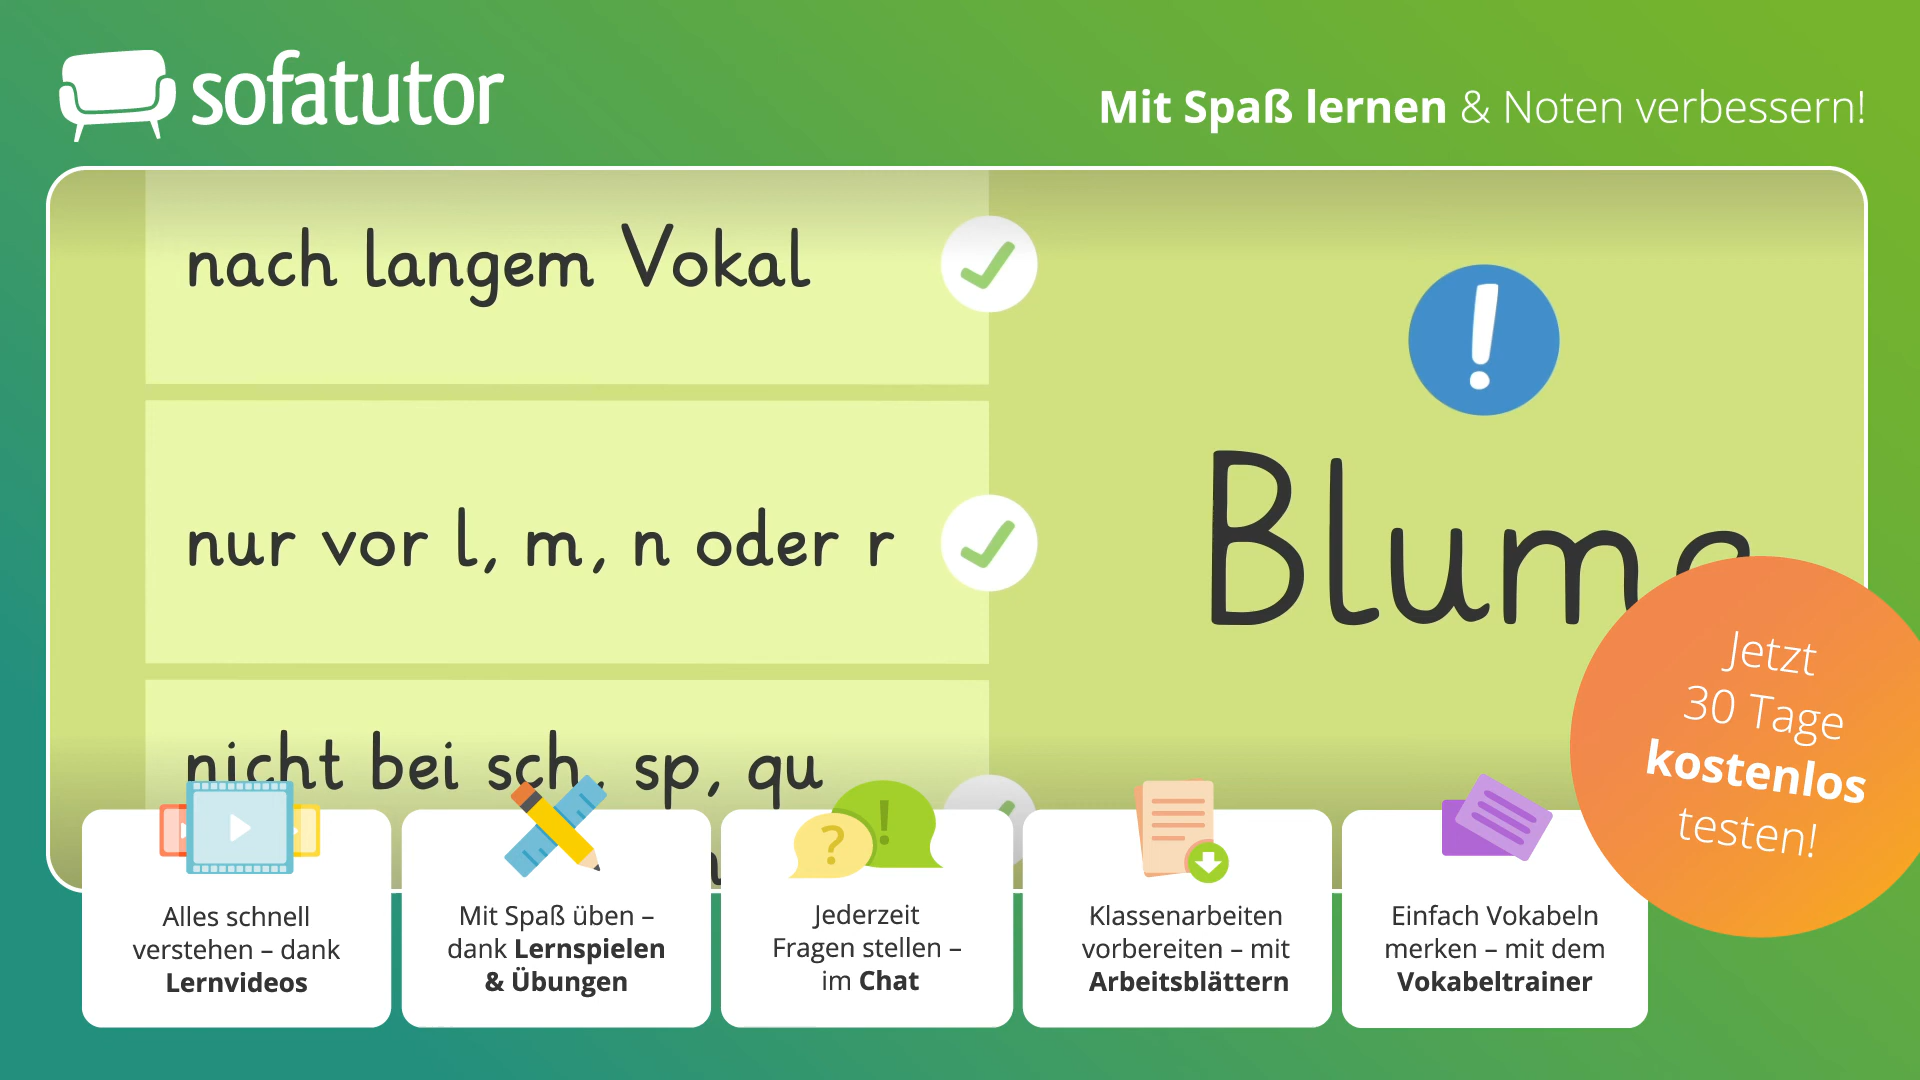 sofatutor
Mit Spaß lernen & Noten verbessern!
nach langem Vokal
nur vor l, m, n oder r
nicht bei sch, sp, qu
!
Blume
Jetzt
30 Tage
kostenlos
testen!
Alles schnell
verstehen – dank
Lernvideos
Mit Spaß üben –
dank Lernspielen
& Übungen
? !
Jederzeit
Fragen stellen –
im Chat
Klassenarbeiten
vorbereiten – mit
Arbeitsblättern
Einfach Vokabeln
merken – mit dem
Vokabeltrainer